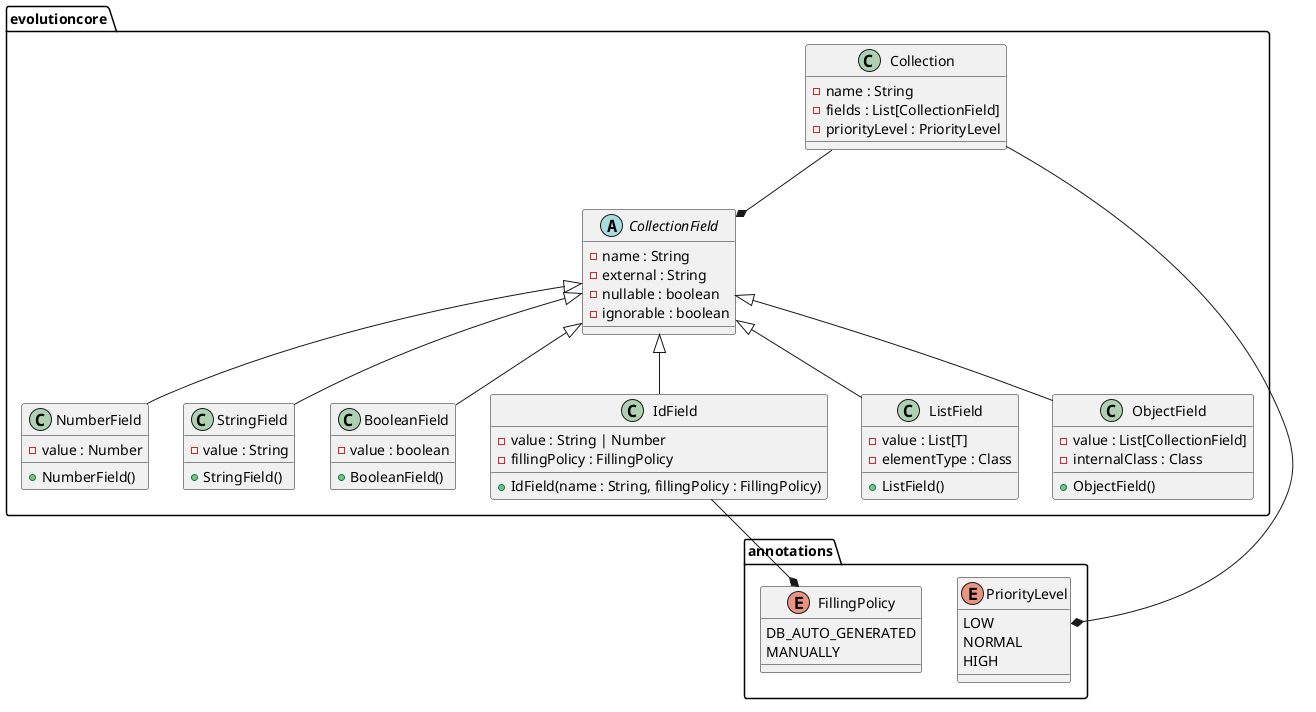 evolutioncore
C Collection
name : String
fields : List[CollectionField]
priorityLevel : PriorityLevel
A CollectionField
name : String
external : String
nullable : boolean
ignorable : boolean
C NumberField
value : Number
NumberField()
C StringField
value : String
StringField()
C BooleanField
value : boolean
BooleanField()
C IdField
value : String | Number
fillingPolicy : FillingPolicy
IdField(name : String, fillingPolicy : FillingPolicy)
C ListField
value : List[T]
elementType : Class
ListField()
C ObjectField
value : List[CollectionField]
internalClass : Class
ObjectField()
annotations
E FillingPolicy
DB_AUTO_GENERATED
MANUALLY
E PriorityLevel
LOW
NORMAL
HIGH